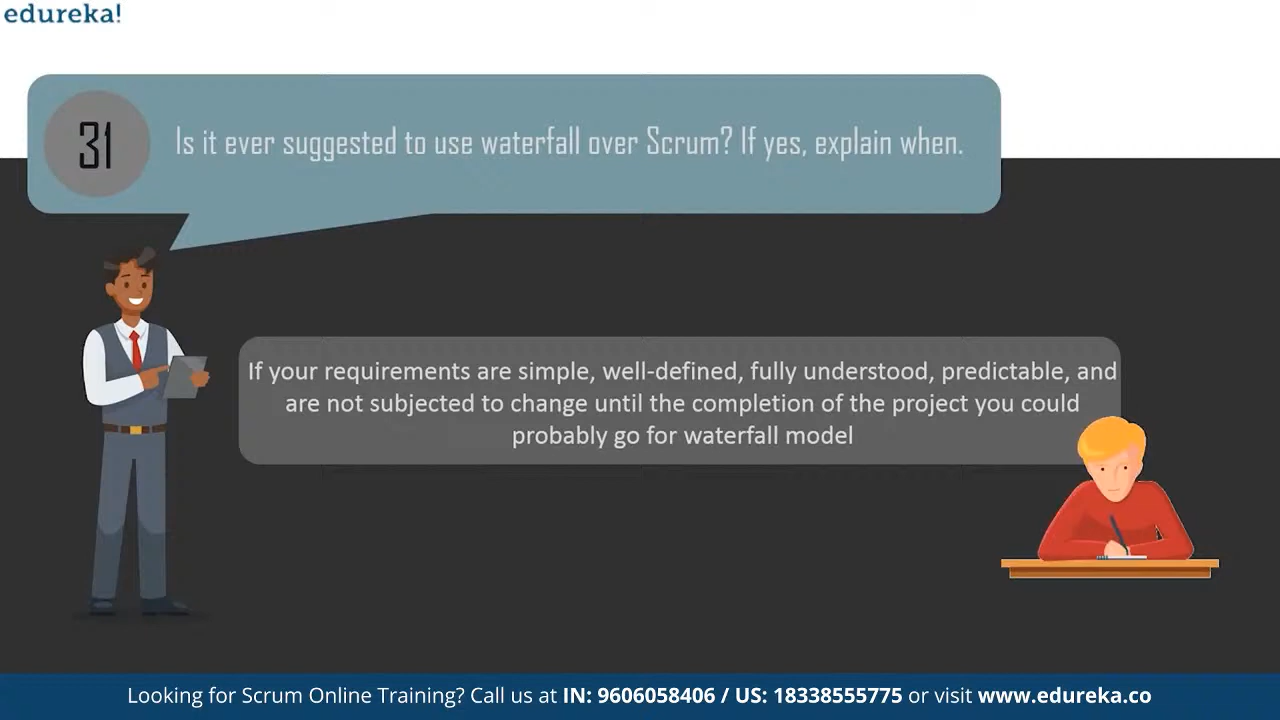 edureka!
31
Is it ever suggested to use waterfall over Scrum? If yes, explain when.
If your requirements are simple, well-defined, fully understood, predictable, and
are not subjected to change until the completion of the project you could
probably go for waterfall model
Looking for Scrum Online Training? Call us at IN: 9606058406 / US: 18338555775 or visit www.edureka.co